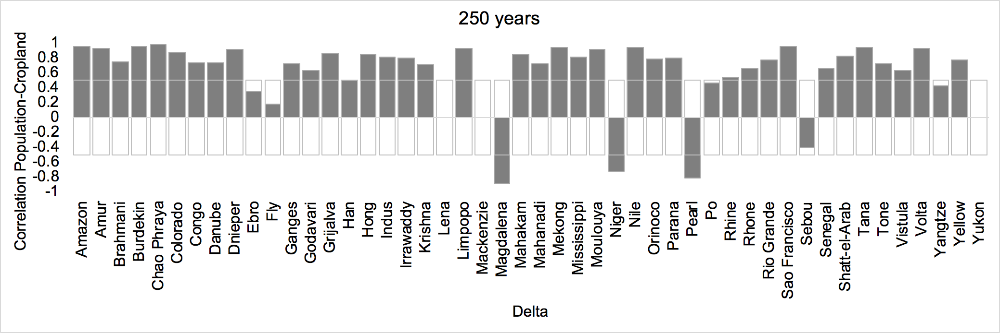 250 years
Correlation Population-Cropland
1
0.8
0.6
0.4
0.2
0
-0.2
-0.4
-0.6
-0.8
-1
Amazon
Amur
Brahmani
Burdekin
Chao Phraya
Colorado
Congo
Danube
Dnieper
Ebro
Fly
Ganges
Godavari
Grijalva
Han
Hong
Indus
Irrawaddy
Krishna
Lena
Limpopo
Mackenzie
Magdalena
Mahakam
Mahanadi
Mekong
Mississippi
Moulouya
Niger
Nile
Orinoco
Parana
Pearl
Po
Rhine
Rhone
Rio Grande
Sao Francisco
Sebou
Senegal
Shatt-el-Arab
Tana
Tone
Vistula
Volta
Yangtze
Yellow
Yukon
Delta